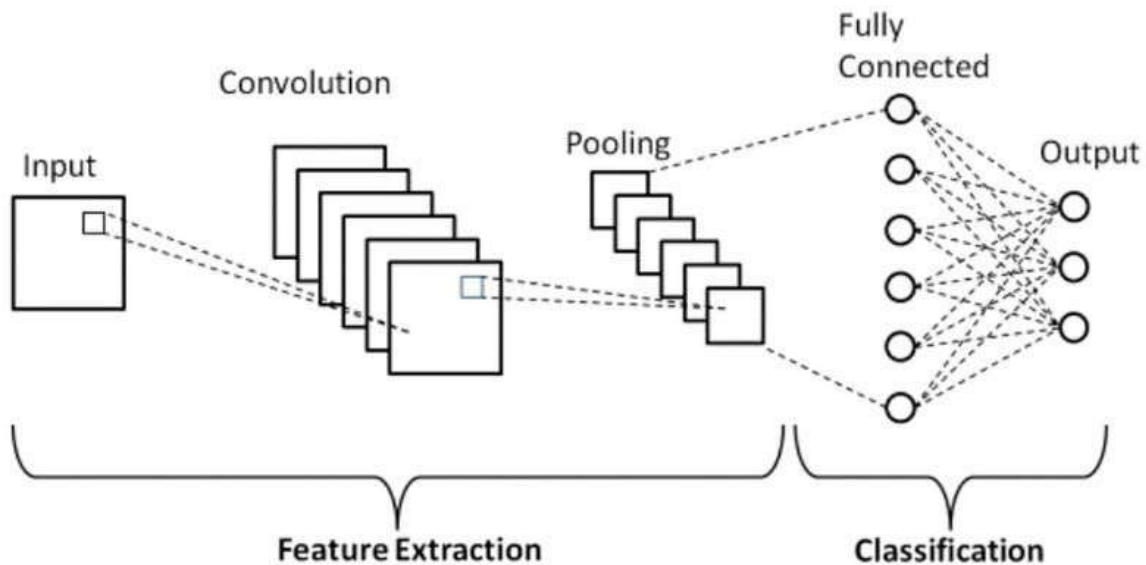 Input
Convolution
Pooling
Fully
Connected
Output
Feature Extraction
Classification